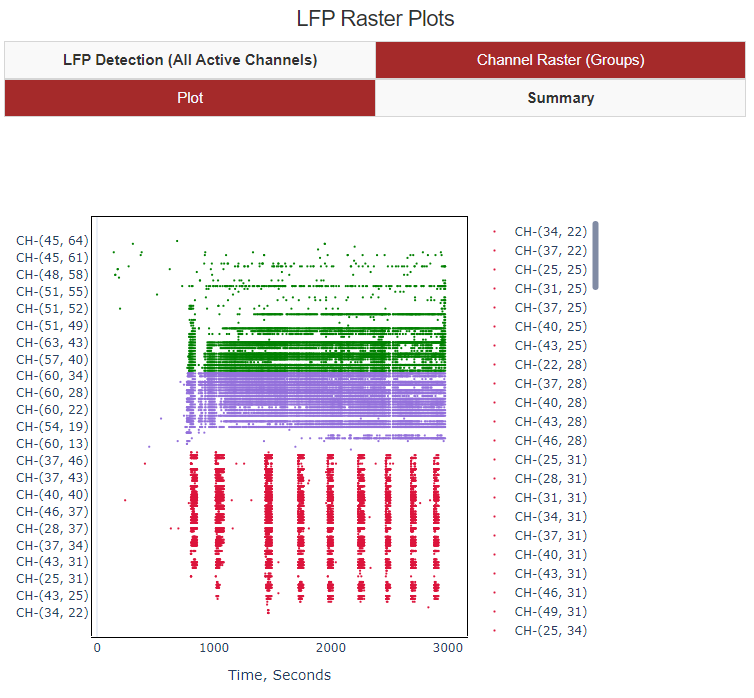 LFP Raster Plots
LFP Detection (All Active Channels)
Channel Raster (Groups)
Plot
Summary
CH-(45, 64)
CH-(45, 61)
CH-(48, 58)
CH-(51, 55)
CH-(51, 52)
CH-(51, 49)
CH-(63, 43)
CH-(57, 40)
CH-(60, 34)
CH-(60, 28)
CH-(60, 22)
CH-(54, 19)
CH-(60, 13)
CH-(37, 46)
CH-(37, 43)
CH-(40, 40)
CH-(46, 37)
CH-(28, 37)
CH-(37, 34)
CH-(43, 31)
CH-(25, 31)
CH-(43, 25)
CH-(34, 22)
0
1000
2000
3000
Time, Seconds
CH-(34, 22)
CH-(37, 22)
CH-(25, 25)
CH-(31, 25)
CH-(37, 25)
CH-(40, 25)
CH-(43, 25)
CH-(22, 28)
CH-(37, 28)
CH-(40, 28)
CH-(43, 28)
CH-(46, 28)
CH-(25, 31)
CH-(28, 31)
CH-(31, 31)
CH-(34, 31)
CH-(37, 31)
CH-(40, 31)
CH-(43, 31)
CH-(46, 31)
CH-(49, 31)
CH-(25, 34)